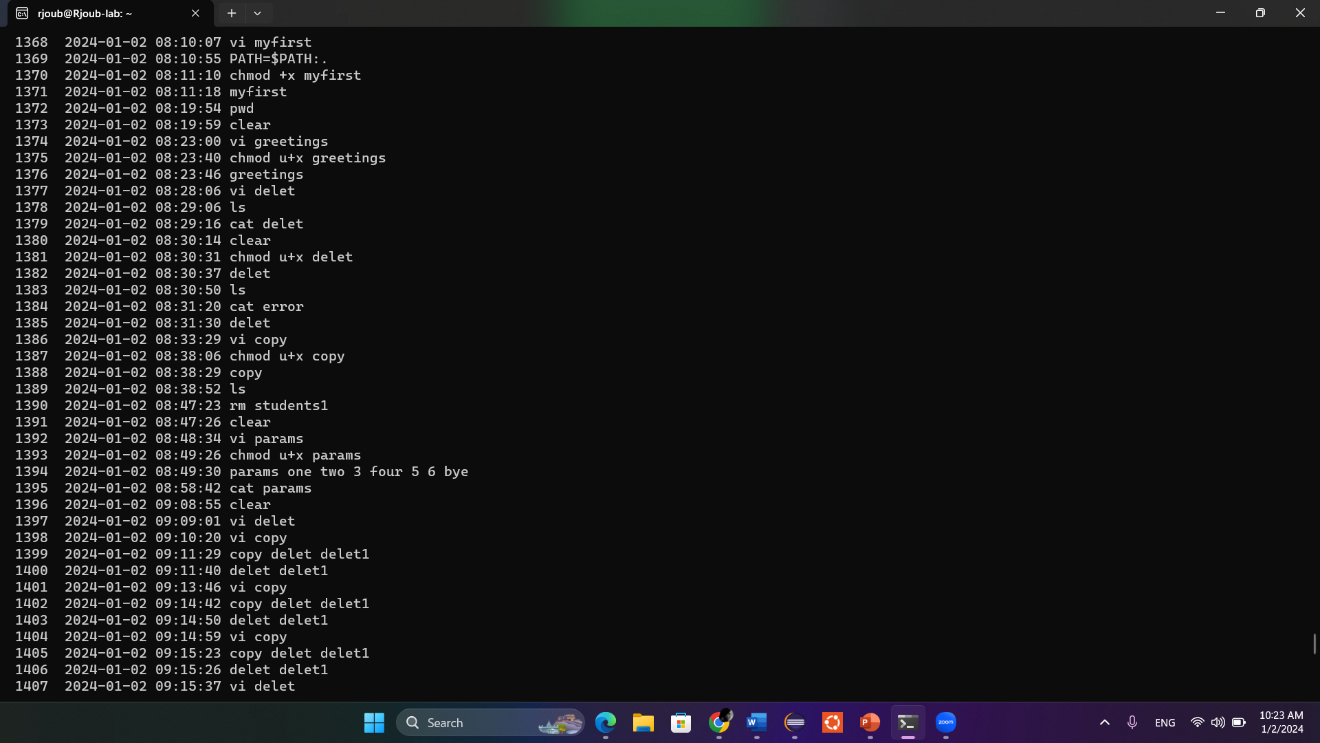 rjoub@Rjoub-lab: ~
1368 2024-01-02 08:10:07 vi myfirst
1369 2024-01-02 08:10:55 PATH=$PATH:.
1370 2024-01-02 08:11:10 chmod +x myfirst
1371 2024-01-02 08:11:18 myfirst
1372 2024-01-02 08:19:54 pwd
1373 2024-01-02 08:19:59 clear
1374 2024-01-02 08:23:00 vi greetings
1375 2024-01-02 08:23:40 chmod u+x greetings
1376 2024-01-02 08:23:46 greetings
1377 2024-01-02 08:28:06 vi delet
1378 2024-01-02 08:29:06 ls
1379 2024-01-02 08:29:16 cat delet
1380 2024-01-02 08:30:14 clear
1381 2024-01-02 08:30:31 chmod u+x delet
1382 2024-01-02 08:30:37 delet
1383 2024-01-02 08:30:50 ls
1384 2024-01-02 08:31:20 cat error
1385 2024-01-02 08:31:30 delet
1386 2024-01-02 08:33:29 vi copy
1387 2024-01-02 08:38:06 chmod u+x copy
1388 2024-01-02 08:38:29 copy
1389 2024-01-02 08:38:52 ls
1390 2024-01-02 08:47:23 rm students1
1391 2024-01-02 08:47:26 clear
1392 2024-01-02 08:48:34 vi params
1393 2024-01-02 08:49:26 chmod u+x params
1394 2024-01-02 08:49:30 params one two 3 four 5 6 bye
1395 2024-01-02 08:58:42 cat params
1396 2024-01-02 09:08:55 clear
1397 2024-01-02 09:09:01 vi delet
1398 2024-01-02 09:10:20 vi copy
1399 2024-01-02 09:11:29 copy delet delet1
1400 2024-01-02 09:11:40 delet delet1
1401 2024-01-02 09:13:46 vi copy
1402 2024-01-02 09:14:42 copy delet delet1
1403 2024-01-02 09:14:50 delet delet1
1404 2024-01-02 09:14:59 vi copy
1405 2024-01-02 09:15:23 copy delet delet1
1406 2024-01-02 09:15:26 delet delet1
1407 2024-01-02 09:15:37 vi delet
Search
zoom
ENG
10:23 AM
1/2/2024